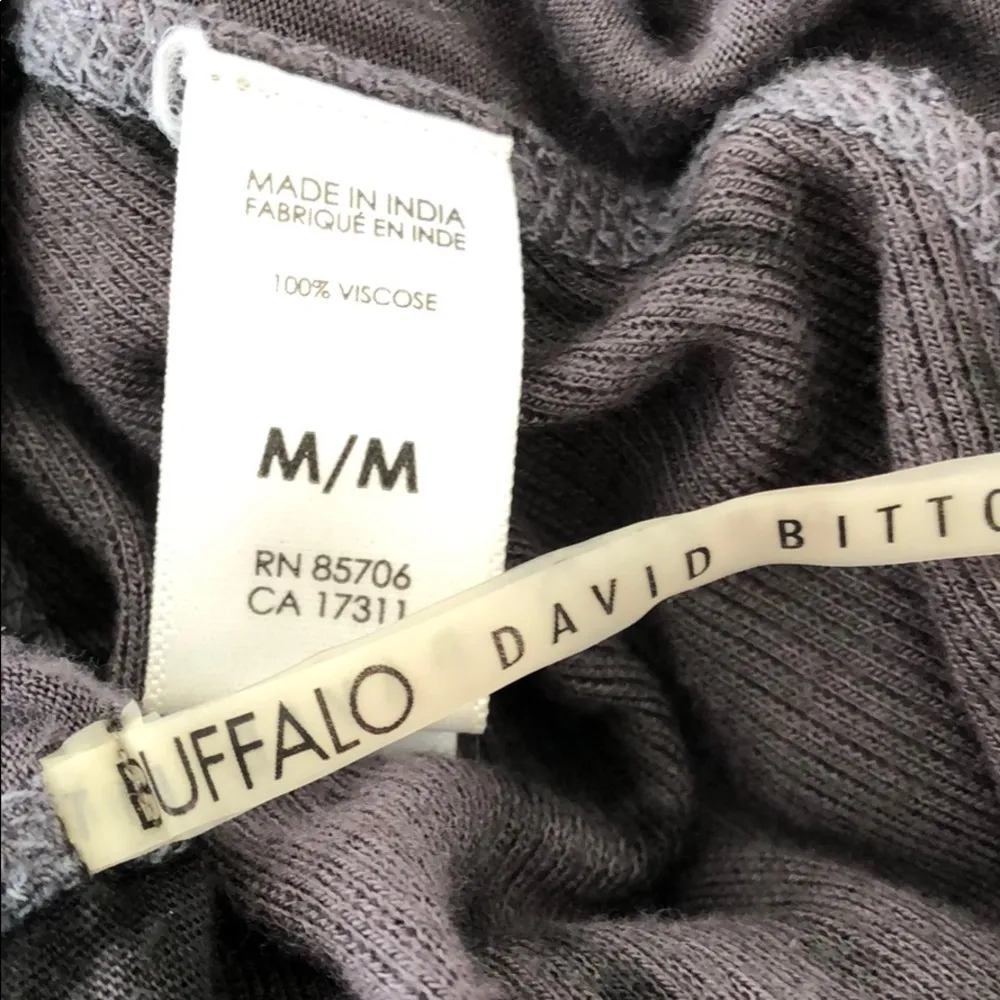 MADE IN INDIA
FABRIQUÉ EN INDE
100% VISCOSE
M/M
RN 85706
CA 17311
BUFFALO DAVID BITTO